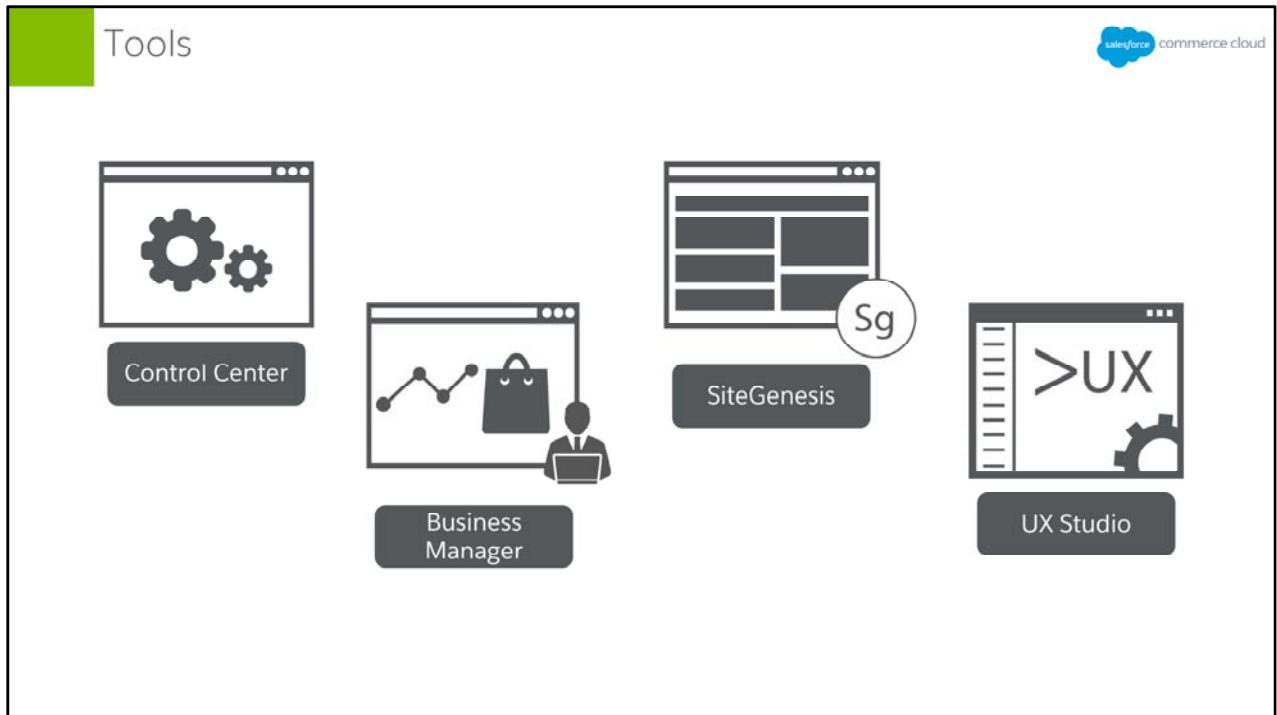 Tools
salesforce commerce cloud
Control Center
Business
Manager
Sg
SiteGenesis
>UX
UX Studio